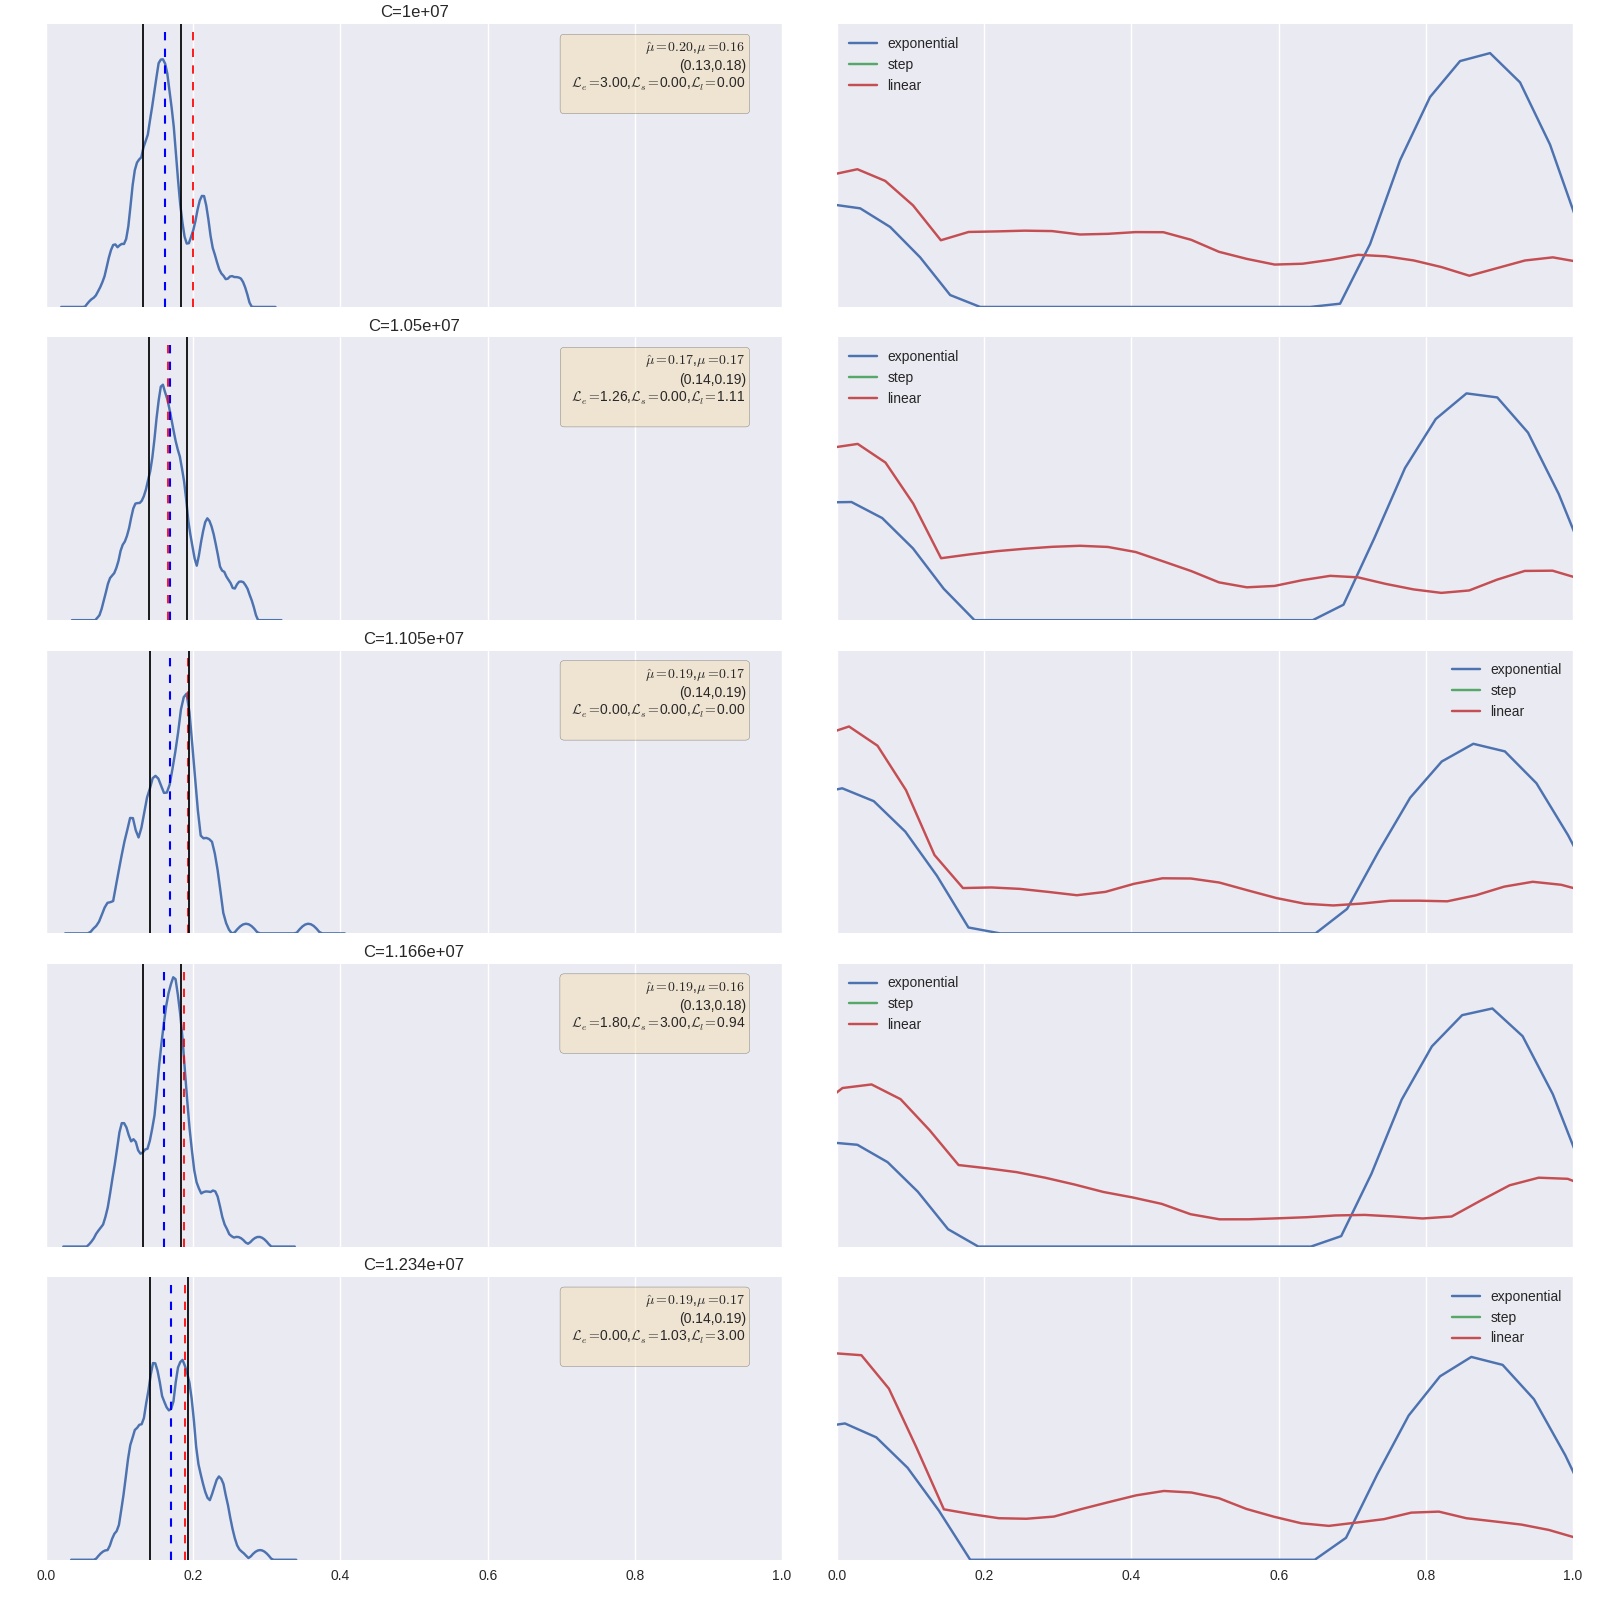 C=1e+07
μ̂=0.20,μ=0.16
(0.13,0.18)
ℒₑ=3.00,ℒₛ=0.00,ℒₗ=0.00
exponential
step
linear
C=1.05e+07
μ̂=0.17,μ=0.17
(0.14,0.19)
ℒₑ=1.26,ℒₛ=0.00,ℒₗ=1.11
exponential
step
linear
C=1.105e+07
μ̂=0.19,μ=0.17
(0.14,0.19)
ℒₑ=0.00,ℒₛ=0.00,ℒₗ=0.00
exponential
step
linear
C=1.166e+07
μ̂=0.19,μ=0.16
(0.13,0.18)
ℒₑ=1.80,ℒₛ=3.00,ℒₗ=0.94
exponential
step
linear
C=1.234e+07
μ̂=0.19,μ=0.17
(0.14,0.19)
ℒₑ=0.00,ℒₛ=1.03,ℒₗ=3.00
exponential
step
linear
0.0 0.2 0.4 0.6 0.8 1.0
0.0 0.2 0.4 0.6 0.8 1.0